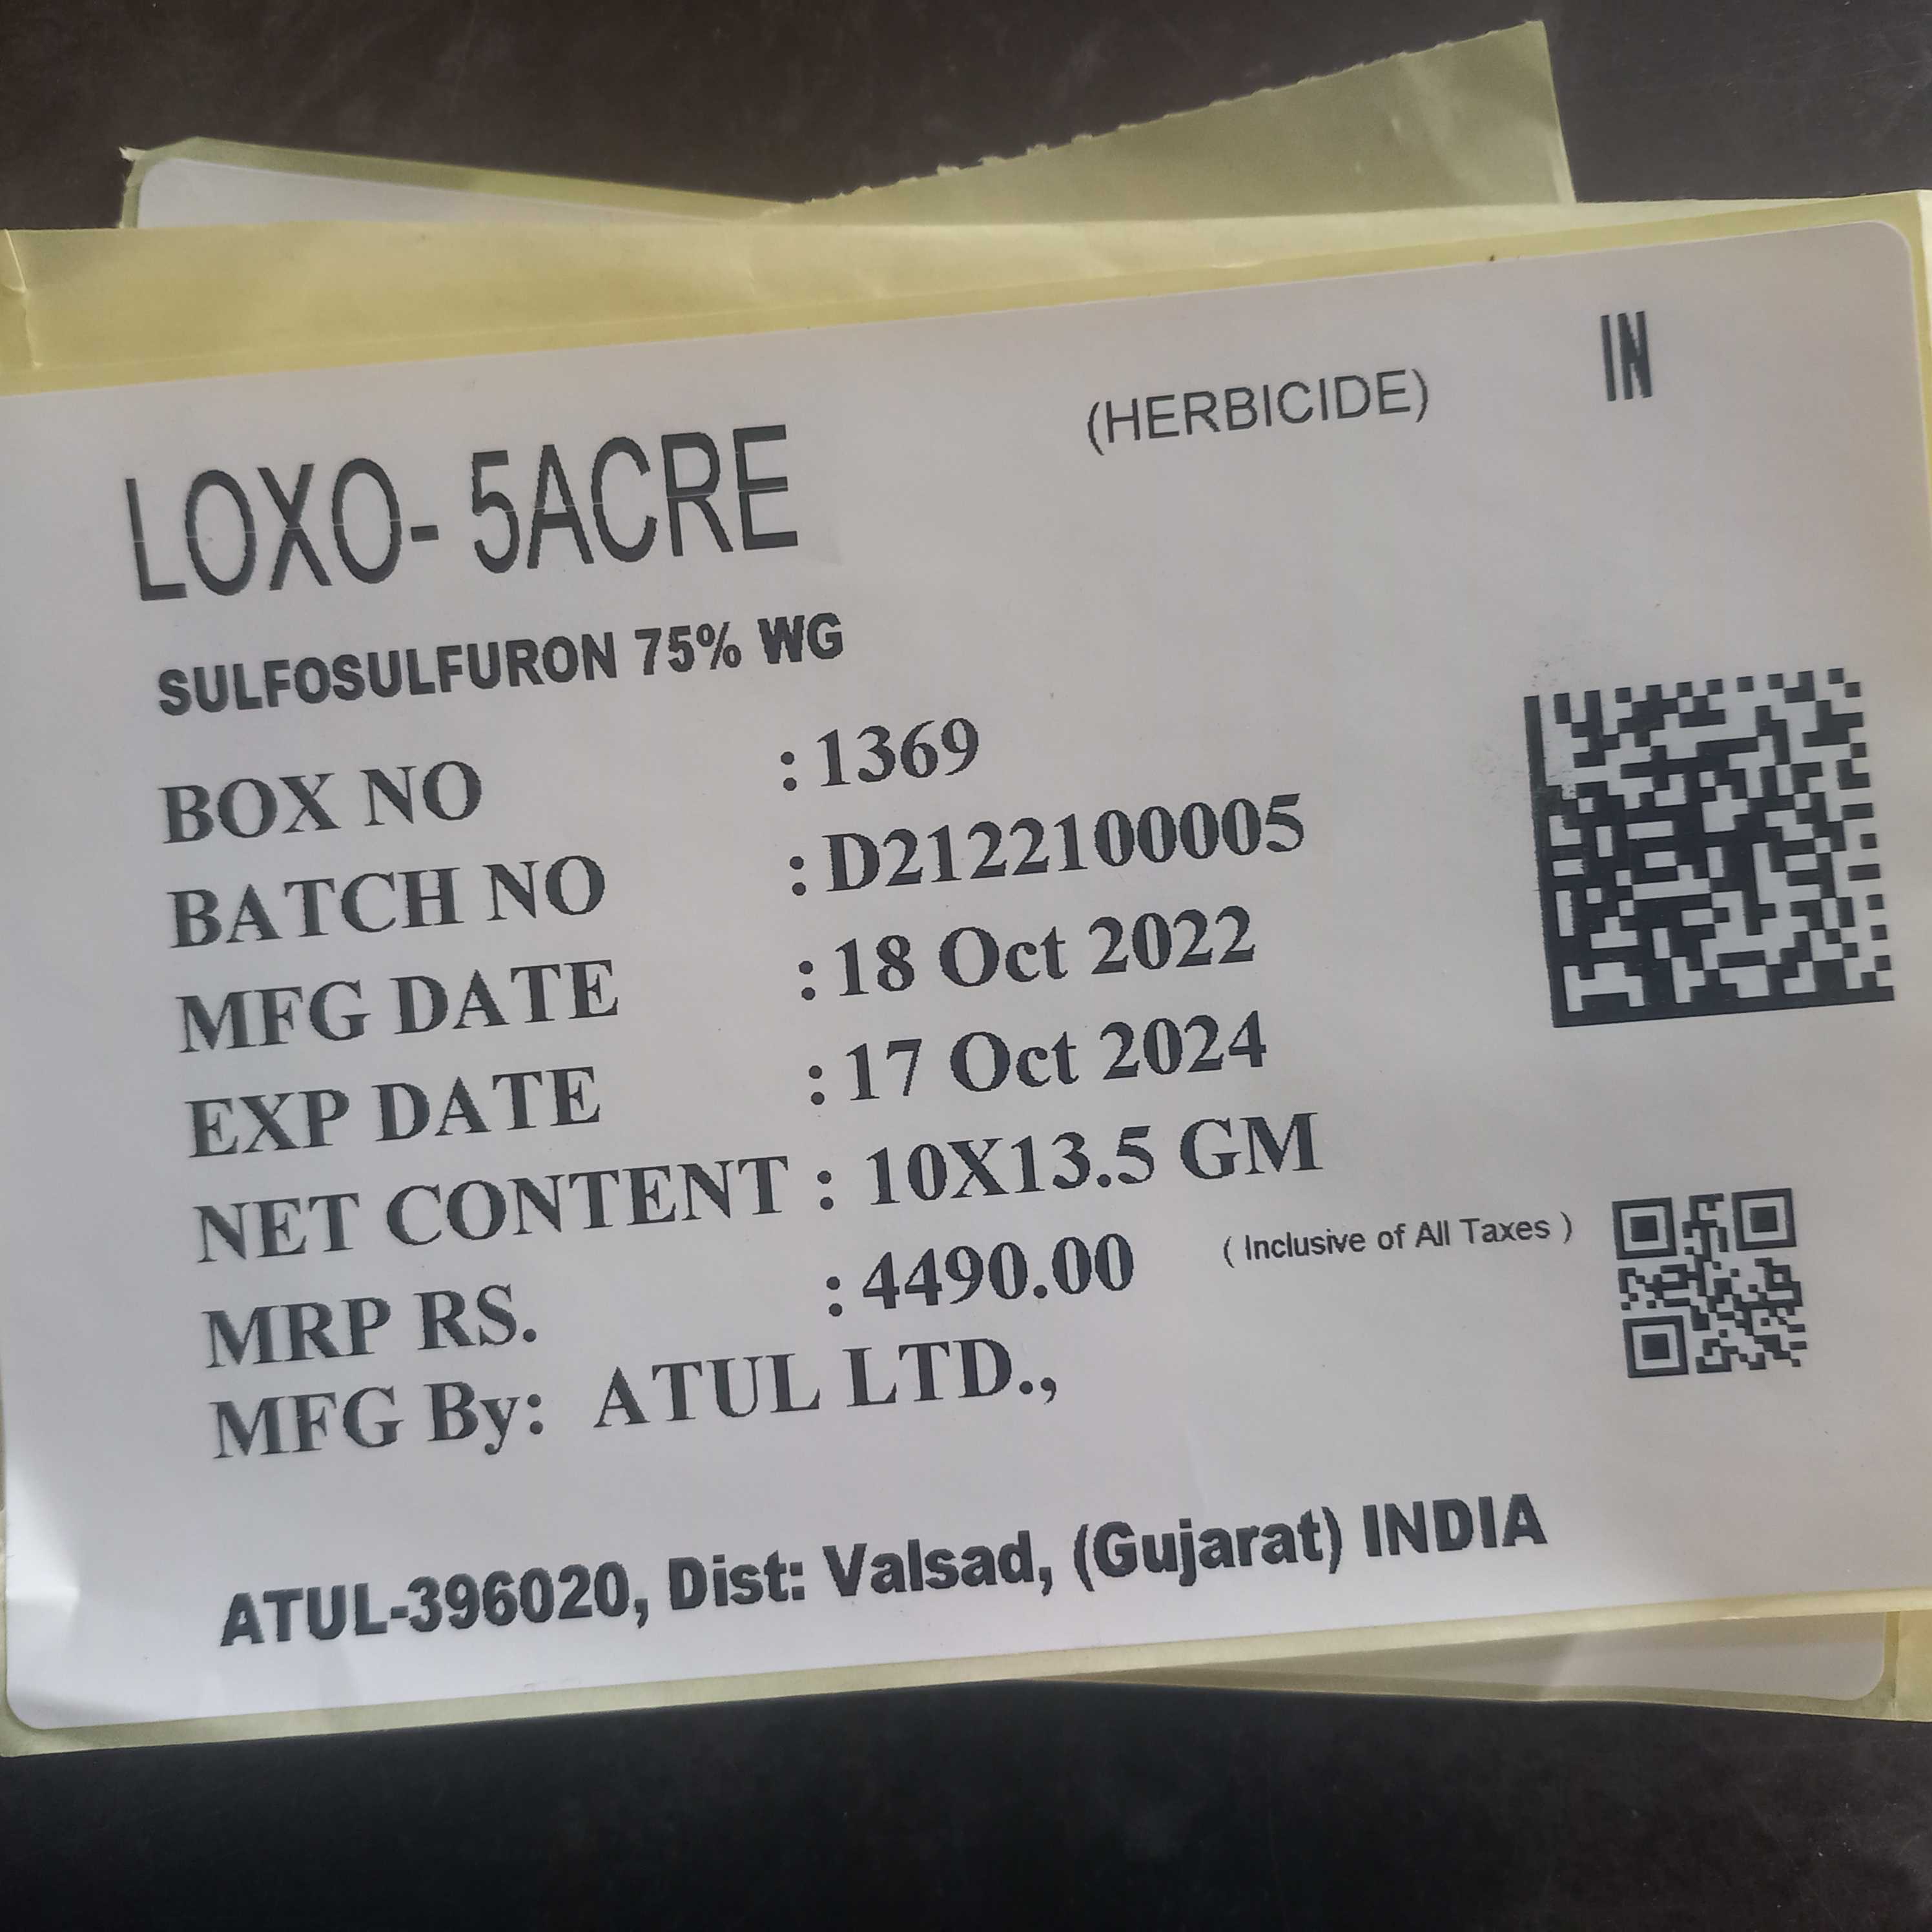 IN
LOXO- 5ACRE (HERBICIDE)
SULFOSULFURON 75% WG
BOX NO : 1369
BATCH NO : D2122100005
MFG DATE : 18 Oct 2022
EXP DATE : 17 Oct 2024
NET CONTENT : 10X13.5 GM
MRP RS. : 4490.00 ( Inclusive of All Taxes )
MFG By: ATUL LTD.,
ATUL-396020, Dist: Valsad, (Gujarat) INDIA